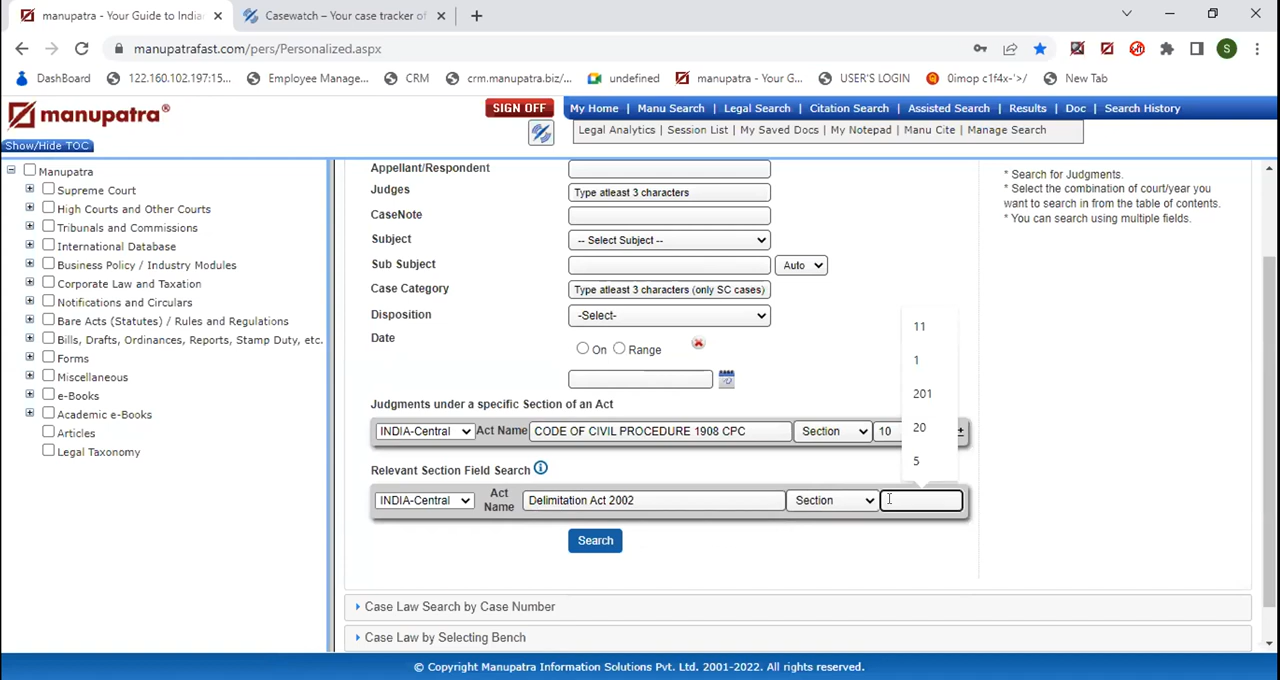 manupatra - Your Guide to India
Casewatch – Your case tracker of
manupatrafast.com/pers/Personalized.aspx
S
DashBoard
122.160.102.197:15...
Employee Manage...
CRM
crm.manupatra.biz/...
undefined
manupatra - Your G...
USER'S LOGIN
0imop c1f4x-'>/
New Tab
manupatra®
SIGN OFF
My Home | Manu Search | Legal Search | Citation Search | Assisted Search | Results | Doc | Search History
Legal Analytics | Session List | My Saved Docs | My Notepad | Manu Cite | Manage Search
Show/Hide TOC
Manupatra
Supreme Court
High Courts and Other Courts
Tribunals and Commissions
International Database
Business Policy / Industry Modules
Corporate Law and Taxation
Notifications and Circulars
Bare Acts (Statutes) / Rules and Regulations
Bills, Drafts, Ordinances, Reports, Stamp Duty, etc.
Forms
Miscellaneous
e-Books
Academic e-Books
Articles
Legal Taxonomy
Appellant/Respondent
Judges Type atleast 3 characters
CaseNote
Subject -- Select Subject --
Sub Subject Auto
Case Category Type atleast 3 characters (only SC cases)
Disposition -Select-
Date
On Range
Judgments under a specific Section of an Act
INDIA-Central Act Name CODE OF CIVIL PROCEDURE 1908 CPC Section 10 ±
Relevant Section Field Search
INDIA-Central Act Name Delimitation Act 2002 Section
11
1
201
20
5
Search
* Search for Judgments.
* Select the combination of court/year you
want to search in from the table of contents.
* You can search using multiple fields.
Case Law Search by Case Number
Case Law by Selecting Bench
© Copyright Manupatra Information Solutions Pvt. Ltd. 2001-2022. All rights reserved.